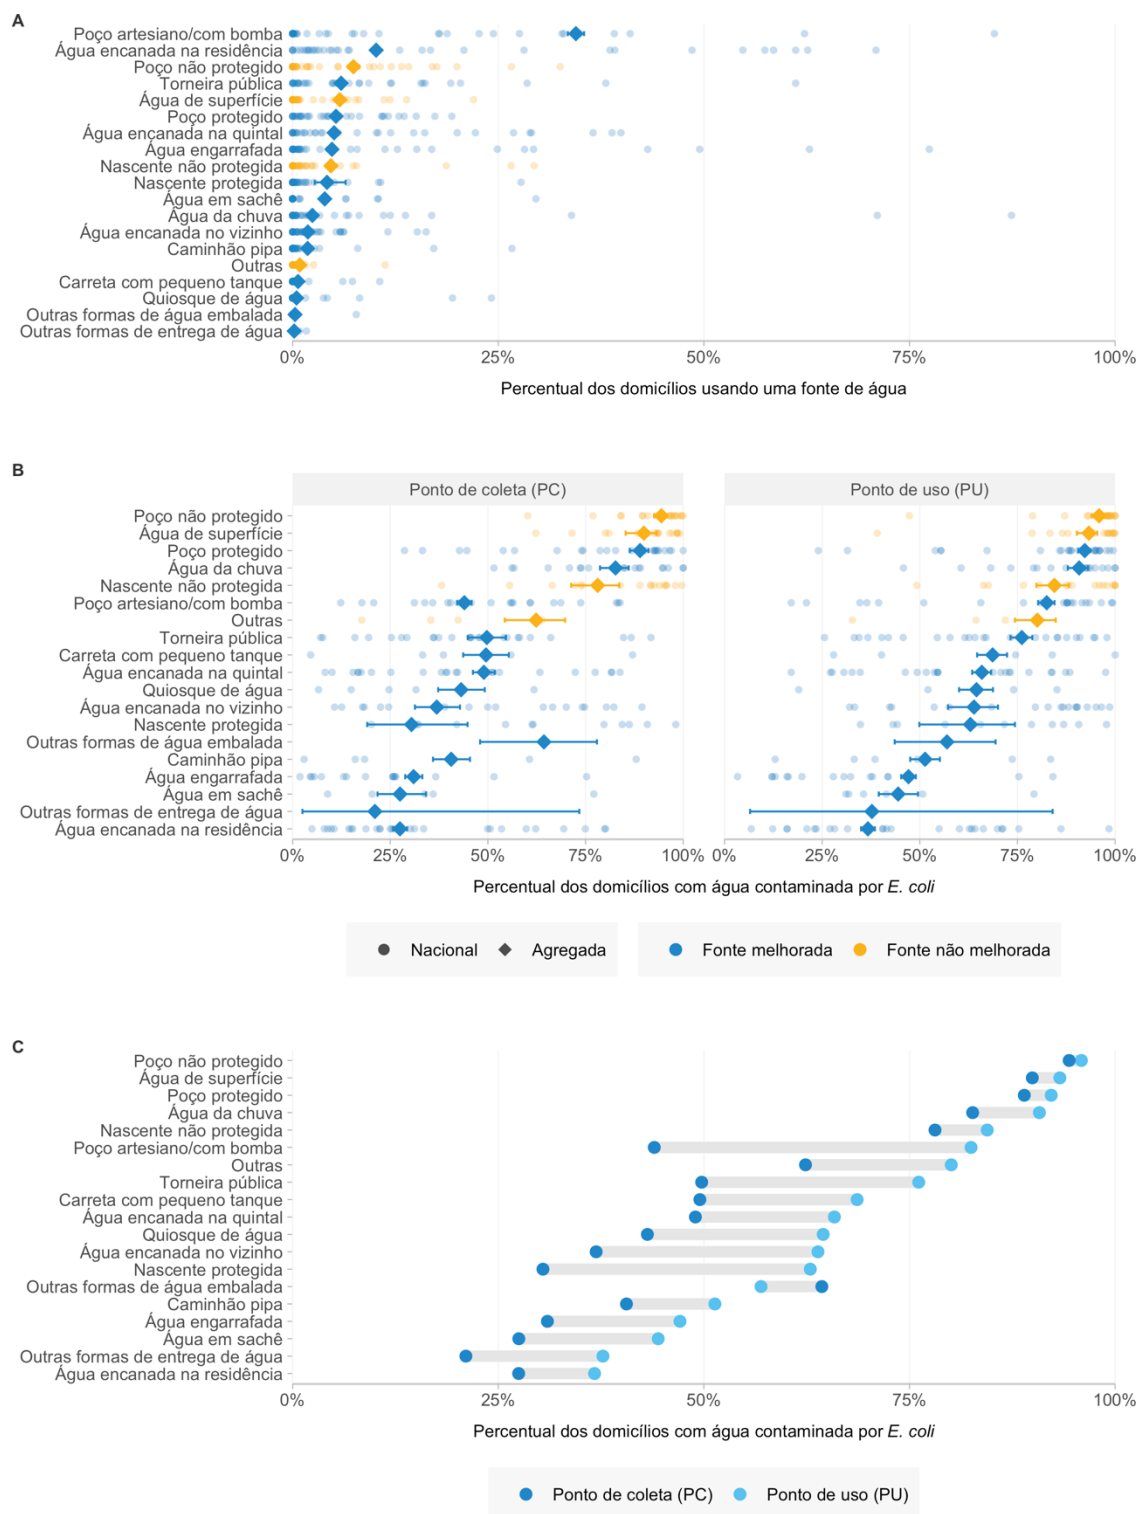 A
Poço artesiano/com bomba
Água encanada na residência
Poço não protegido
Torneira pública
Água de superfície
Poço protegido
Água encanada na quintal
Água engarrafada
Nascente não protegida
Nascente protegida
Água em sachê
Água da chuva
Água encanada no vizinho
Caminhão pipa
Outras
Carreta com pequeno tanque
Quiosque de água
Outras formas de água embalada
Outras formas de entrega de água
0% 25% 50% 75% 100%
Percentual dos domicílios usando uma fonte de água
B
Ponto de coleta (PC) Ponto de uso (PU)
Poço não protegido
Água de superfície
Poço protegido
Água da chuva
Nascente não protegida
Poço artesiano/com bomba
Outras
Torneira pública
Carreta com pequeno tanque
Água encanada na quintal
Quiosque de água
Água encanada no vizinho
Nascente protegida
Outras formas de água embalada
Caminhão pipa
Água engarrafada
Água em sachê
Outras formas de entrega de água
Água encanada na residência
0% 25% 50% 75% 100% 0% 25% 50% 75% 100%
Percentual dos domicílios com água contaminada por E. coli
Nacional Agregada Fonte melhorada Fonte não melhorada
C
Poço não protegido
Água de superfície
Poço protegido
Água da chuva
Nascente não protegida
Poço artesiano/com bomba
Outras
Torneira pública
Carreta com pequeno tanque
Água encanada na quintal
Quiosque de água
Água encanada no vizinho
Nascente protegida
Outras formas de água embalada
Caminhão pipa
Água engarrafada
Água em sachê
Outras formas de entrega de água
Água encanada na residência
0% 25% 50% 75% 100%
Percentual dos domicílios com água contaminada por E. coli
Ponto de coleta (PC) Ponto de uso (PU)